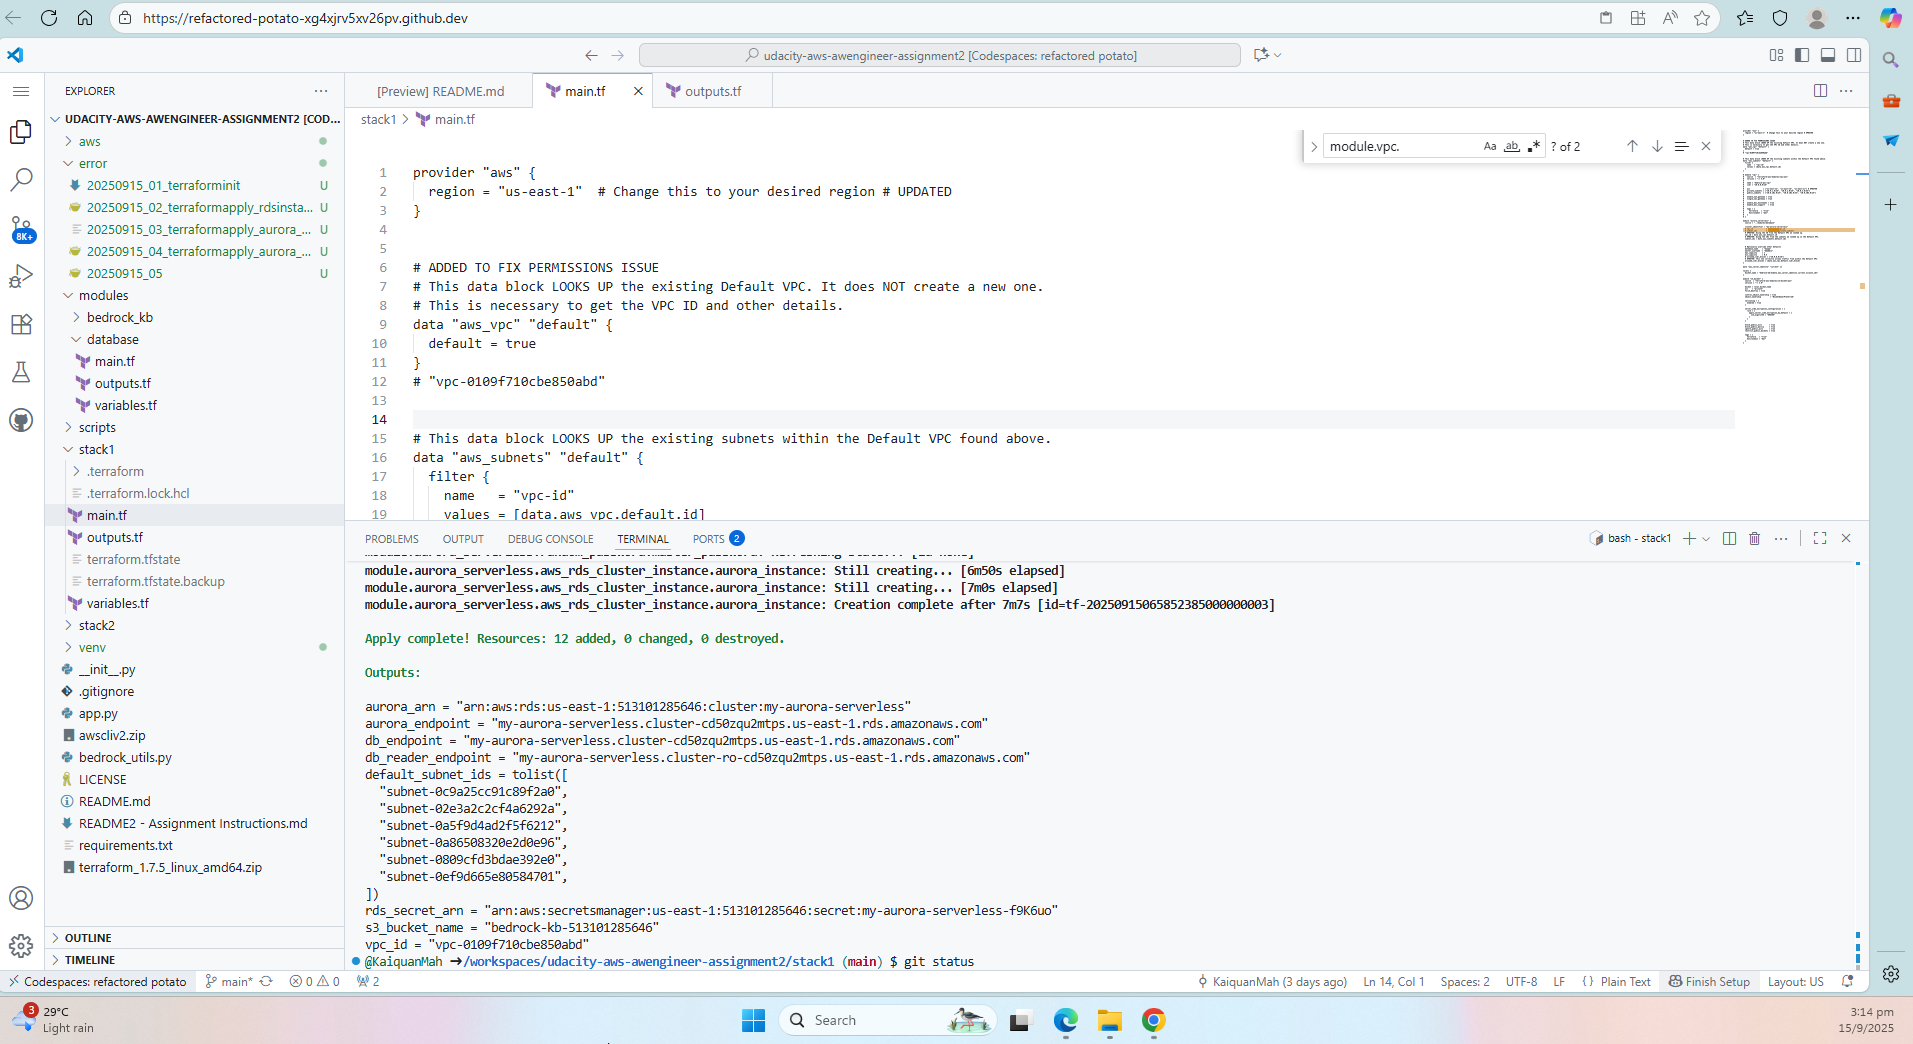 https://refactored-potato-xg4xjrv5xv26pv.github.dev
udacity-aws-awengineer-assignment2 [Codespaces: refactored potato]
EXPLORER
UDACITY-AWS-AWENGINEER-ASSIGNMENT2 [COD...
aws
error
20250915_01_terraforminit U
20250915_02_terraformapply_rdsinsta... U
20250915_03_terraformapply_aurora_... U
20250915_04_terraformapply_aurora_... U
20250915_05 U
modules
bedrock_kb
database
main.tf
outputs.tf
variables.tf
scripts
stack1
.terraform
.terraform.lock.hcl
main.tf
outputs.tf
terraform.tfstate
terraform.tfstate.backup
variables.tf
stack2
venv
__init__.py
.gitignore
app.py
awscliv2.zip
bedrock_utils.py
LICENSE
README.md
README2 - Assignment Instructions.md
requirements.txt
terraform_1.7.5_linux_amd64.zip
OUTLINE
TIMELINE
8K+
[Preview] README.md
main.tf
outputs.tf
stack1 > main.tf
module.vpc.
Aa
ab
? of 2
1 provider "aws" {
2 region = "us-east-1"  # Change this to your desired region # UPDATED
3 }
4
5
6 # ADDED TO FIX PERMISSIONS ISSUE
7 # This data block LOOKS UP the existing Default VPC. It does NOT create a new one.
8 # This is necessary to get the VPC ID and other details.
9 data "aws_vpc" "default" {
10 default = true
11 }
12 # "vpc-0109f710cbe850abd"
13
14
15 # This data block LOOKS UP the existing subnets within the Default VPC found above.
16 data "aws_subnets" "default" {
17 filter {
18 name   = "vpc-id"
19 values = [data.aws_vpc.default.id]
PROBLEMS
OUTPUT
DEBUG CONSOLE
TERMINAL
PORTS 2
bash - stack1
module.aurora_serverless.aws_rds_cluster_instance.aurora_instance: Still creating... [6m50s elapsed]
module.aurora_serverless.aws_rds_cluster_instance.aurora_instance: Still creating... [7m0s elapsed]
module.aurora_serverless.aws_rds_cluster_instance.aurora_instance: Creation complete after 7m7s [id=tf-20250915065852385000000003]
Apply complete! Resources: 12 added, 0 changed, 0 destroyed.
Outputs:
aurora_arn = "arn:aws:rds:us-east-1:513101285646:cluster:my-aurora-serverless"
aurora_endpoint = "my-aurora-serverless.cluster-cd50zqu2mtps.us-east-1.rds.amazonaws.com"
db_endpoint = "my-aurora-serverless.cluster-cd50zqu2mtps.us-east-1.rds.amazonaws.com"
db_reader_endpoint = "my-aurora-serverless.cluster-ro-cd50zqu2mtps.us-east-1.rds.amazonaws.com"
default_subnet_ids = tolist([
"subnet-0c9a25cc91c89f2a0",
"subnet-02e3a2c2cf4a6292a",
"subnet-0a5f9d4ad2f5f6212",
"subnet-0a86508320e2d0e96",
"subnet-0809cfd3bdae392e0",
"subnet-0ef9d665e80584701",
])
rds_secret_arn = "arn:aws:secretsmanager:us-east-1:513101285646:secret:my-aurora-serverless-f9K6uo"
s3_bucket_name = "bedrock-kb-513101285646"
vpc_id = "vpc-0109f710cbe850abd"
@KaiquanMah ➜/workspaces/udacity-aws-awengineer-assignment2/stack1 (main) $ git status
Codespaces: refactored potato
main*
0 0
2
KaiquanMah (3 days ago)
Ln 14, Col 1
Spaces: 2
UTF-8
LF
{ } Plain Text
Finish Setup
Layout: US
3
29°C
Light rain
Search
3:14 pm
15/9/2025